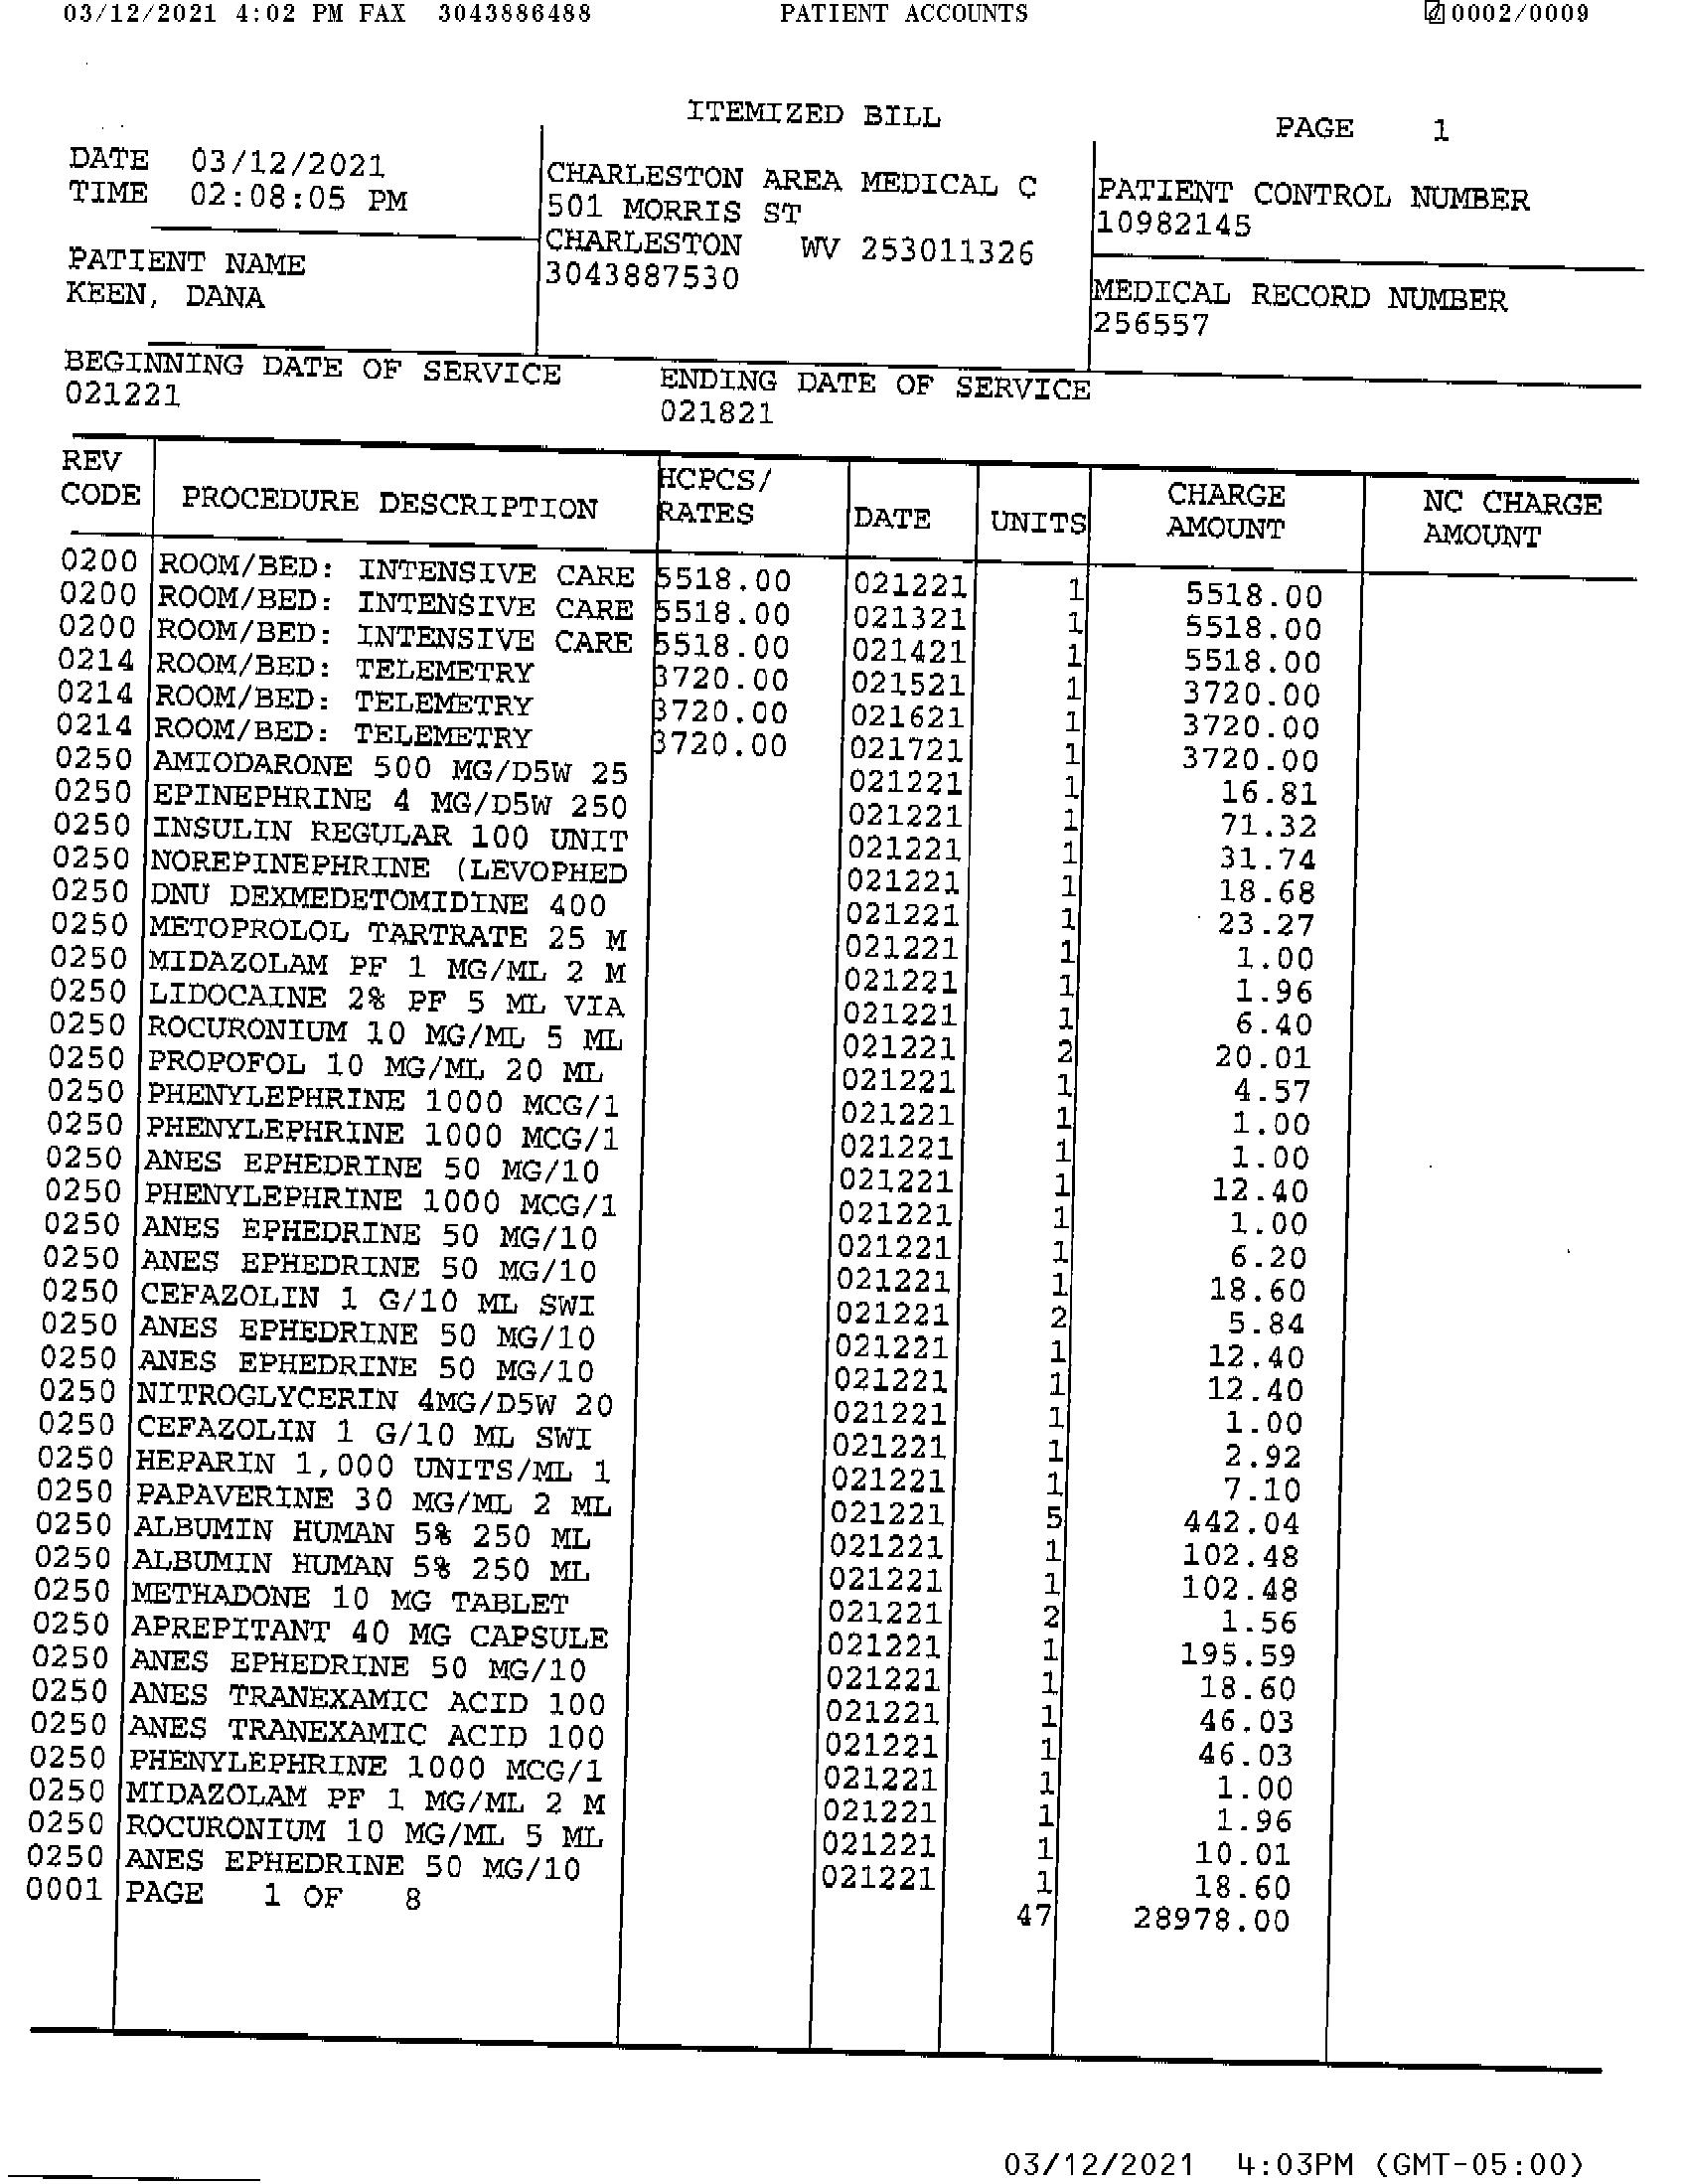 03/12/2021 4:02 PM FAX 3043886488 PATIENT ACCOUNTS 0002/0009
ITEMIZED BILL
PAGE 1
DATE 03/12/2021
TIME 02:08:05 PM
CHARLESTON AREA MEDICAL C
501 MORRIS ST
CHARLESTON WV 253011326
3043887530
PATIENT CONTROL NUMBER
10982145
PATIENT NAME
KEEN, DANA
MEDICAL RECORD NUMBER
256557
BEGINNING DATE OF SERVICE
021221
ENDING DATE OF SERVICE
021821
REV CODE PROCEDURE DESCRIPTION HCPCS/ RATES DATE UNITS CHARGE AMOUNT NC CHARGE AMOUNT
0200 ROOM/BED: INTENSIVE CARE 5518.00 021221 1 5518.00
0200 ROOM/BED: INTENSIVE CARE 5518.00 021321 1 5518.00
0200 ROOM/BED: INTENSIVE CARE 5518.00 021421 1 5518.00
0214 ROOM/BED: TELEMETRY 3720.00 021521 1 3720.00
0214 ROOM/BED: TELEMETRY 3720.00 021621 1 3720.00
0214 ROOM/BED: TELEMETRY 3720.00 021721 1 3720.00
0250 AMIODARONE 500 MG/D5W 25 021221 1 16.81
0250 EPINEPHRINE 4 MG/D5W 250 021221 1 71.32
0250 INSULIN REGULAR 100 UNIT 021221 1 31.74
0250 NOREPINEPHRINE (LEVOPHED 021221 1 18.68
0250 DNU DEXMEDETOMIDINE 400 021221 1 23.27
0250 METOPROLOL TARTRATE 25 M 021221 1 1.00
0250 MIDAZOLAM PF 1 MG/ML 2 M 021221 1 1.96
0250 LIDOCAINE 2% PF 5 ML VIA 021221 1 6.40
0250 ROCURONIUM 10 MG/ML 5 ML 021221 2 20.01
0250 PROPOFOL 10 MG/ML 20 ML 021221 1 4.57
0250 PHENYLEPHRINE 1000 MCG/1 021221 1 1.00
0250 PHENYLEPHRINE 1000 MCG/1 021221 1 1.00
0250 ANES EPHEDRINE 50 MG/10 021221 1 12.40
0250 PHENYLEPHRINE 1000 MCG/1 021221 1 1.00
0250 ANES EPHEDRINE 50 MG/10 021221 1 6.20
0250 ANES EPHEDRINE 50 MG/10 021221 1 18.60
0250 CEFAZOLIN 1 G/10 ML SWI 021221 2 5.84
0250 ANES EPHEDRINE 50 MG/10 021221 1 12.40
0250 ANES EPHEDRINE 50 MG/10 021221 1 12.40
0250 NITROGLYCERIN 4MG/D5W 20 021221 1 1.00
0250 CEFAZOLIN 1 G/10 ML SWI 021221 1 2.92
0250 HEPARIN 1,000 UNITS/ML 1 021221 1 7.10
0250 PAPAVERINE 30 MG/ML 2 ML 021221 5 442.04
0250 ALBUMIN HUMAN 5% 250 ML 021221 1 102.48
0250 ALBUMIN HUMAN 5% 250 ML 021221 1 102.48
0250 METHADONE 10 MG TABLET 021221 2 1.56
0250 APREPITANT 40 MG CAPSULE 021221 1 195.59
0250 ANES EPHEDRINE 50 MG/10 021221 1 18.60
0250 ANES TRANEXAMIC ACID 100 021221 1 46.03
0250 ANES TRANEXAMIC ACID 100 021221 1 46.03
0250 PHENYLEPHRINE 1000 MCG/1 021221 1 1.00
0250 MIDAZOLAM PF 1 MG/ML 2 M 021221 1 1.96
0250 ROCURONIUM 10 MG/ML 5 ML 021221 1 10.01
0250 ANES EPHEDRINE 50 MG/10 021221 1 18.60
0001 PAGE 1 OF 8 47 28978.00
03/12/2021 4:03PM (GMT-05:00)